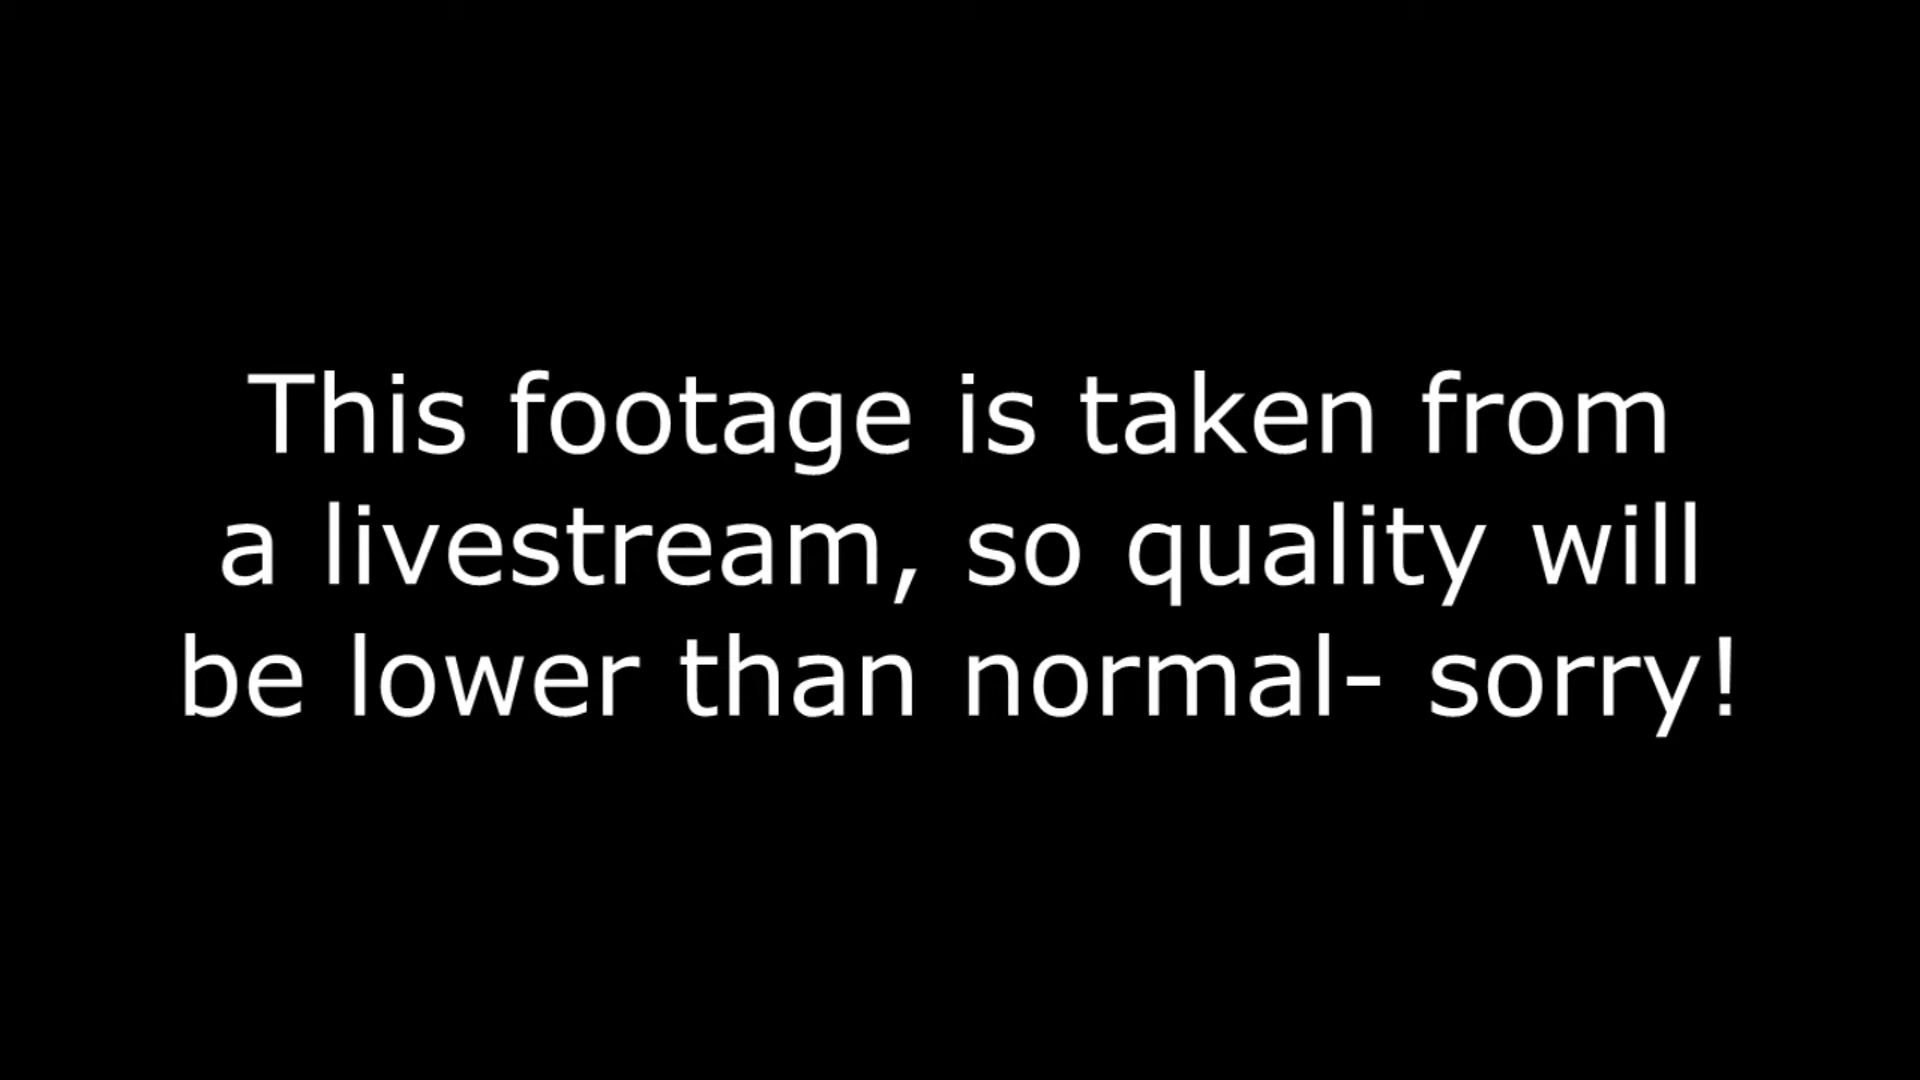 This footage is taken from
a livestream, so quality will
be lower than normal- sorry!